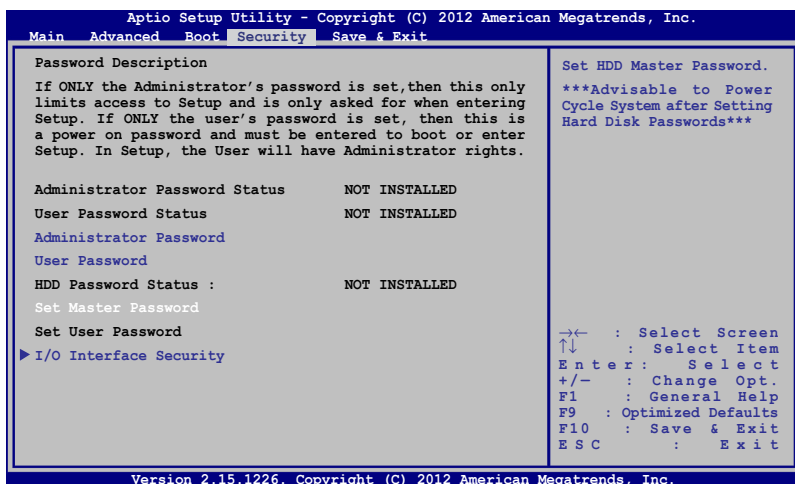 Aptio Setup Utility - Copyright (C) 2012 American Megatrends, Inc.
Main Advanced Boot Security Save & Exit
Password Description
If ONLY the Administrator's password is set,then this only
limits access to Setup and is only asked for when entering
Setup. If ONLY the user's password is set, then this is
a power on password and must be entered to boot or enter
Setup. In Setup, the User will have Administrator rights.
Administrator Password Status NOT INSTALLED
User Password Status NOT INSTALLED
Administrator Password
User Password
HDD Password Status : NOT INSTALLED
Set Master Password
Set User Password
I/O Interface Security
Set HDD Master Password.
***Advisable to Power
Cycle System after Setting
Hard Disk Passwords***
→← : Select Screen
↑↓ : Select Item
Enter: Select
+/— : Change Opt.
F1 : General Help
F9 : Optimized Defaults
F10 : Save & Exit
ESC : Exit
Version 2.15.1226. Copyright (C) 2012 American Megatrends, Inc.